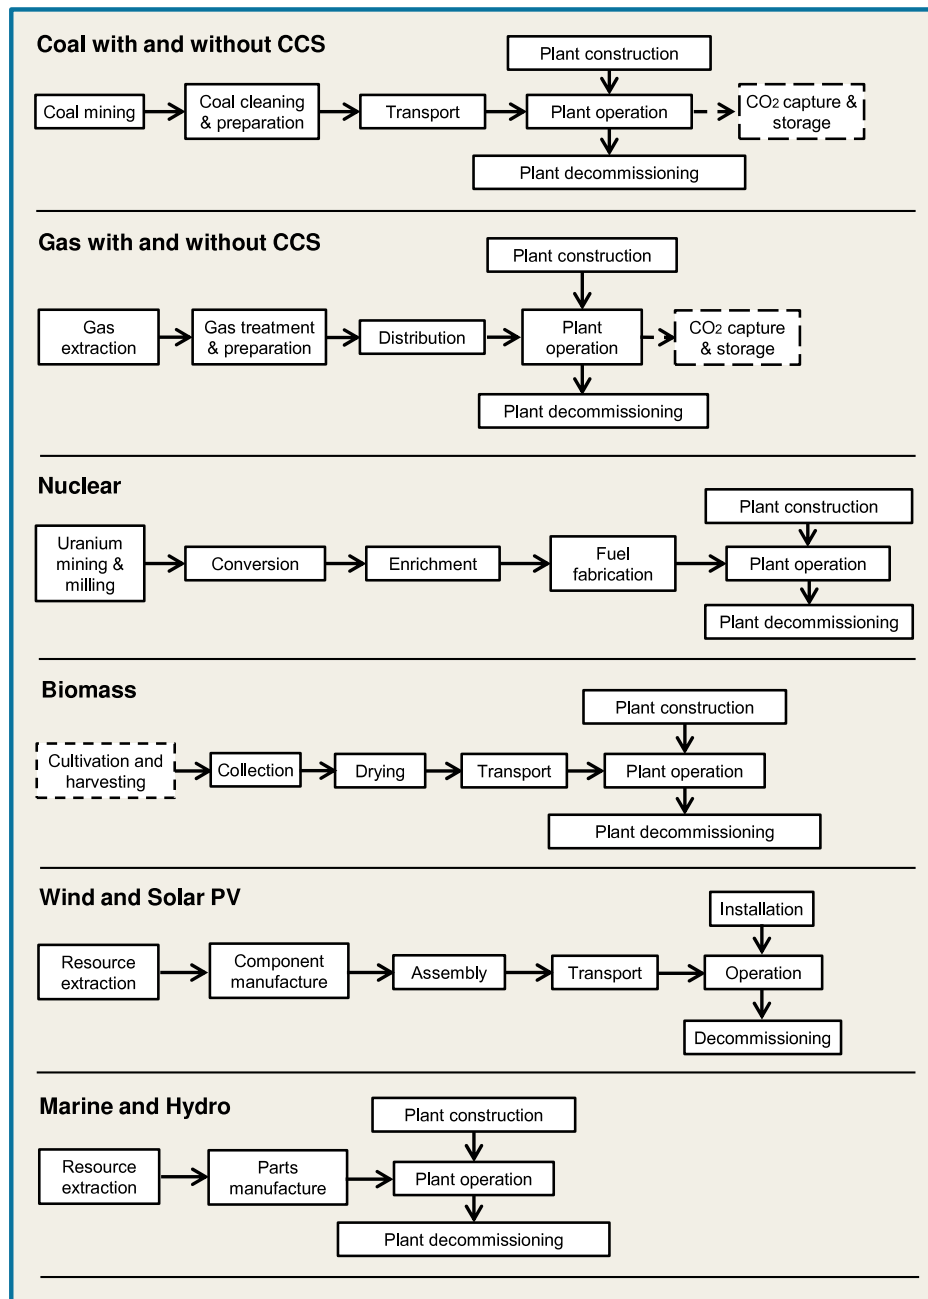 Coal with and without CCS
Plant construction
Coal mining
Coal cleaning
& preparation
Transport
Plant operation
CO2 capture &
storage
Plant decommissioning
Gas with and without CCS
Plant construction
Gas
extraction
Gas treatment
& preparation
Distribution
Plant
operation
CO2 capture
& storage
Plant decommissioning
Nuclear
Plant construction
Uranium
mining &
milling
Conversion
Enrichment
Fuel
fabrication
Plant operation
Plant decommissioning
Biomass
Plant construction
Cultivation and
harvesting
Collection
Drying
Transport
Plant operation
Plant decommissioning
Wind and Solar PV
Installation
Resource
extraction
Component
manufacture
Assembly
Transport
Operation
Decommissioning
Marine and Hydro
Plant construction
Resource
extraction
Parts
manufacture
Plant operation
Plant decommissioning